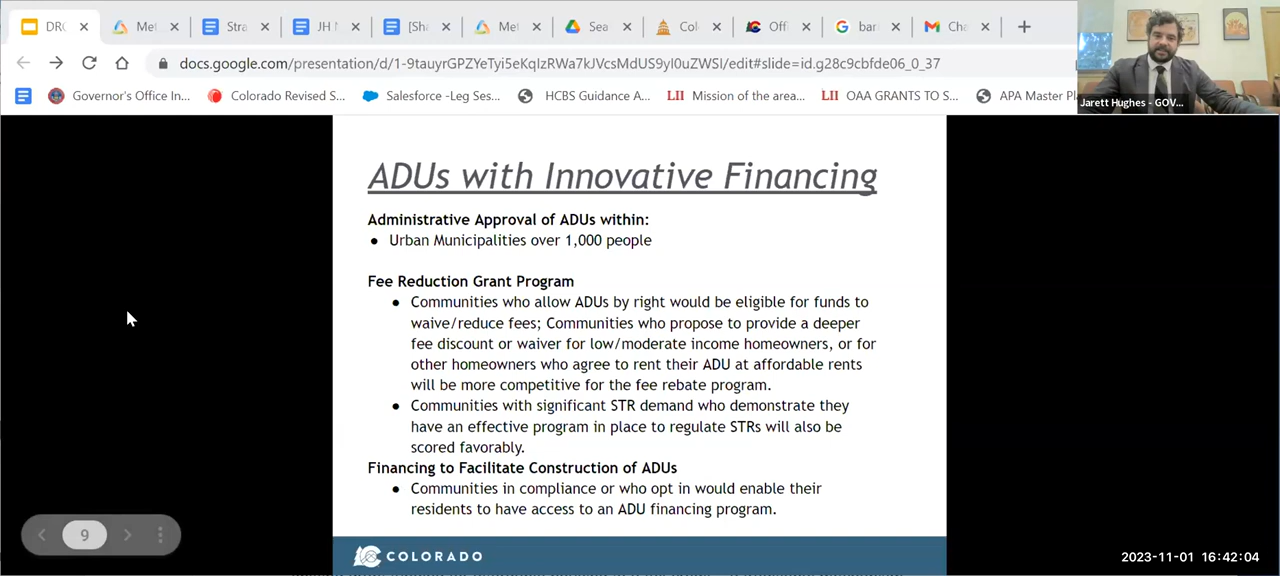 DR
Me
Stra
JH
[Sh
Me
Sea
Col
Offi
bar
Cha
docs.google.com/presentation/d/1-9tauyrGPZYeTyi5eKqIzRWa7kJVcsMdUS9yI0uZWSI/edit#slide=id.g28c9cbfde06_0_37
Governor's Office In...
Colorado Revised S...
Salesforce -Leg Ses...
HCBS Guidance A...
LII Mission of the area...
LII OAA GRANTS TO S...
APA Master Pl
Jarett Hughes - GOV...
ADUs with Innovative Financing
Administrative Approval of ADUs within:
● Urban Municipalities over 1,000 people
Fee Reduction Grant Program
● Communities who allow ADUs by right would be eligible for funds to
waive/reduce fees; Communities who propose to provide a deeper
fee discount or waiver for low/moderate income homeowners, or for
other homeowners who agree to rent their ADU at affordable rents
will be more competitive for the fee rebate program.
● Communities with significant STR demand who demonstrate they
have an effective program in place to regulate STRs will also be
scored favorably.
Financing to Facilitate Construction of ADUs
● Communities in compliance or who opt in would enable their
residents to have access to an ADU financing program.
9
COLORADO
2023-11-01 16:42:04